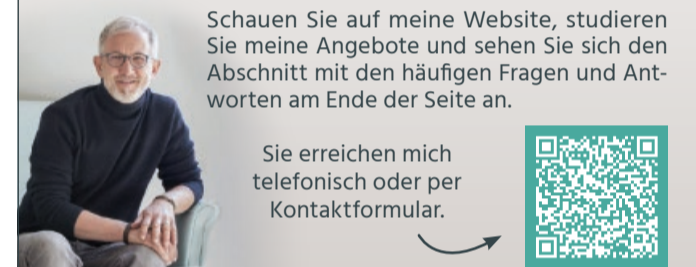 Schauen Sie auf meine Website, studieren
Sie meine Angebote und sehen Sie sich den
Abschnitt mit den häufigen Fragen und Ant-
worten am Ende der Seite an.
Sie erreichen mich
telefonisch oder per
Kontaktformular.